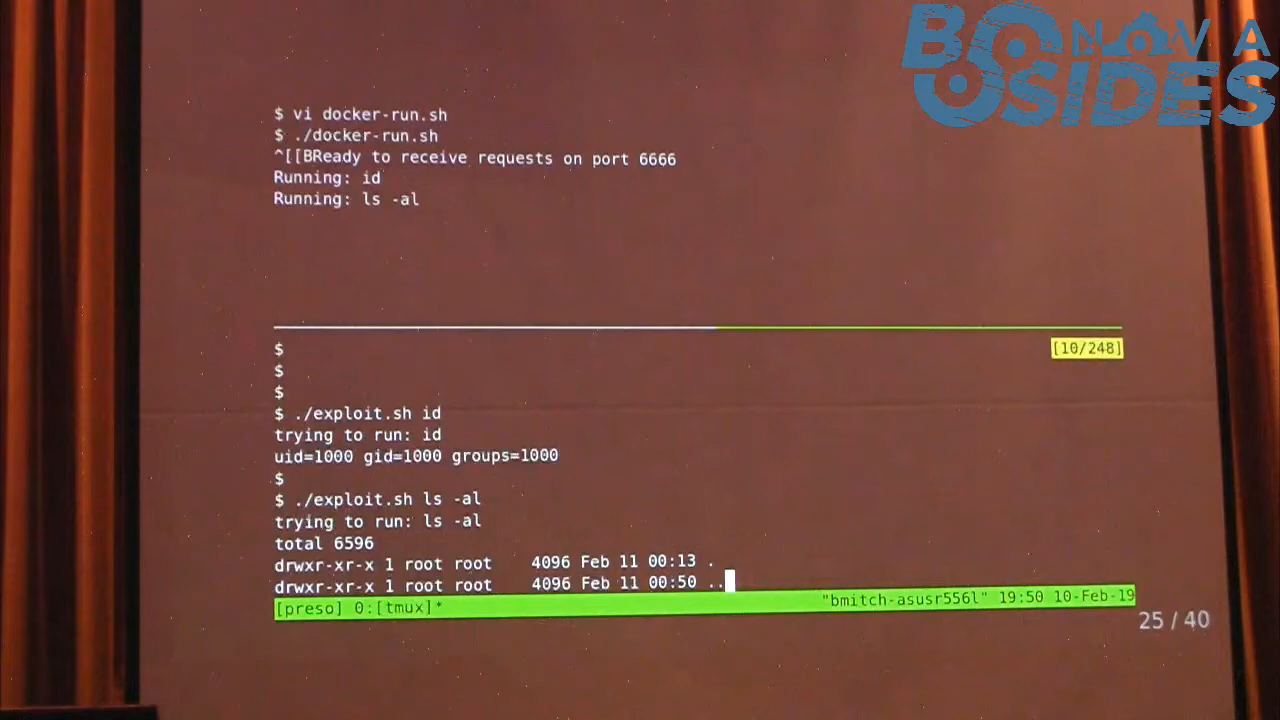 BSIDES NOVA
$ vi docker-run.sh
$ ./docker-run.sh
^[[BReady to receive requests on port 6666
Running: id
Running: ls -al
$ [10/248]
$
$
$ ./exploit.sh id
trying to run: id
uid=1000 gid=1000 groups=1000
$
$ ./exploit.sh ls -al
trying to run: ls -al
total 6596
drwxr-xr-x 1 root root    4096 Feb 11 00:13 .
drwxr-xr-x 1 root root    4096 Feb 11 00:50 ..
[preso] 0:[tmux]* "bmitch-asusr556l" 19:50 10-Feb-19
25 / 40